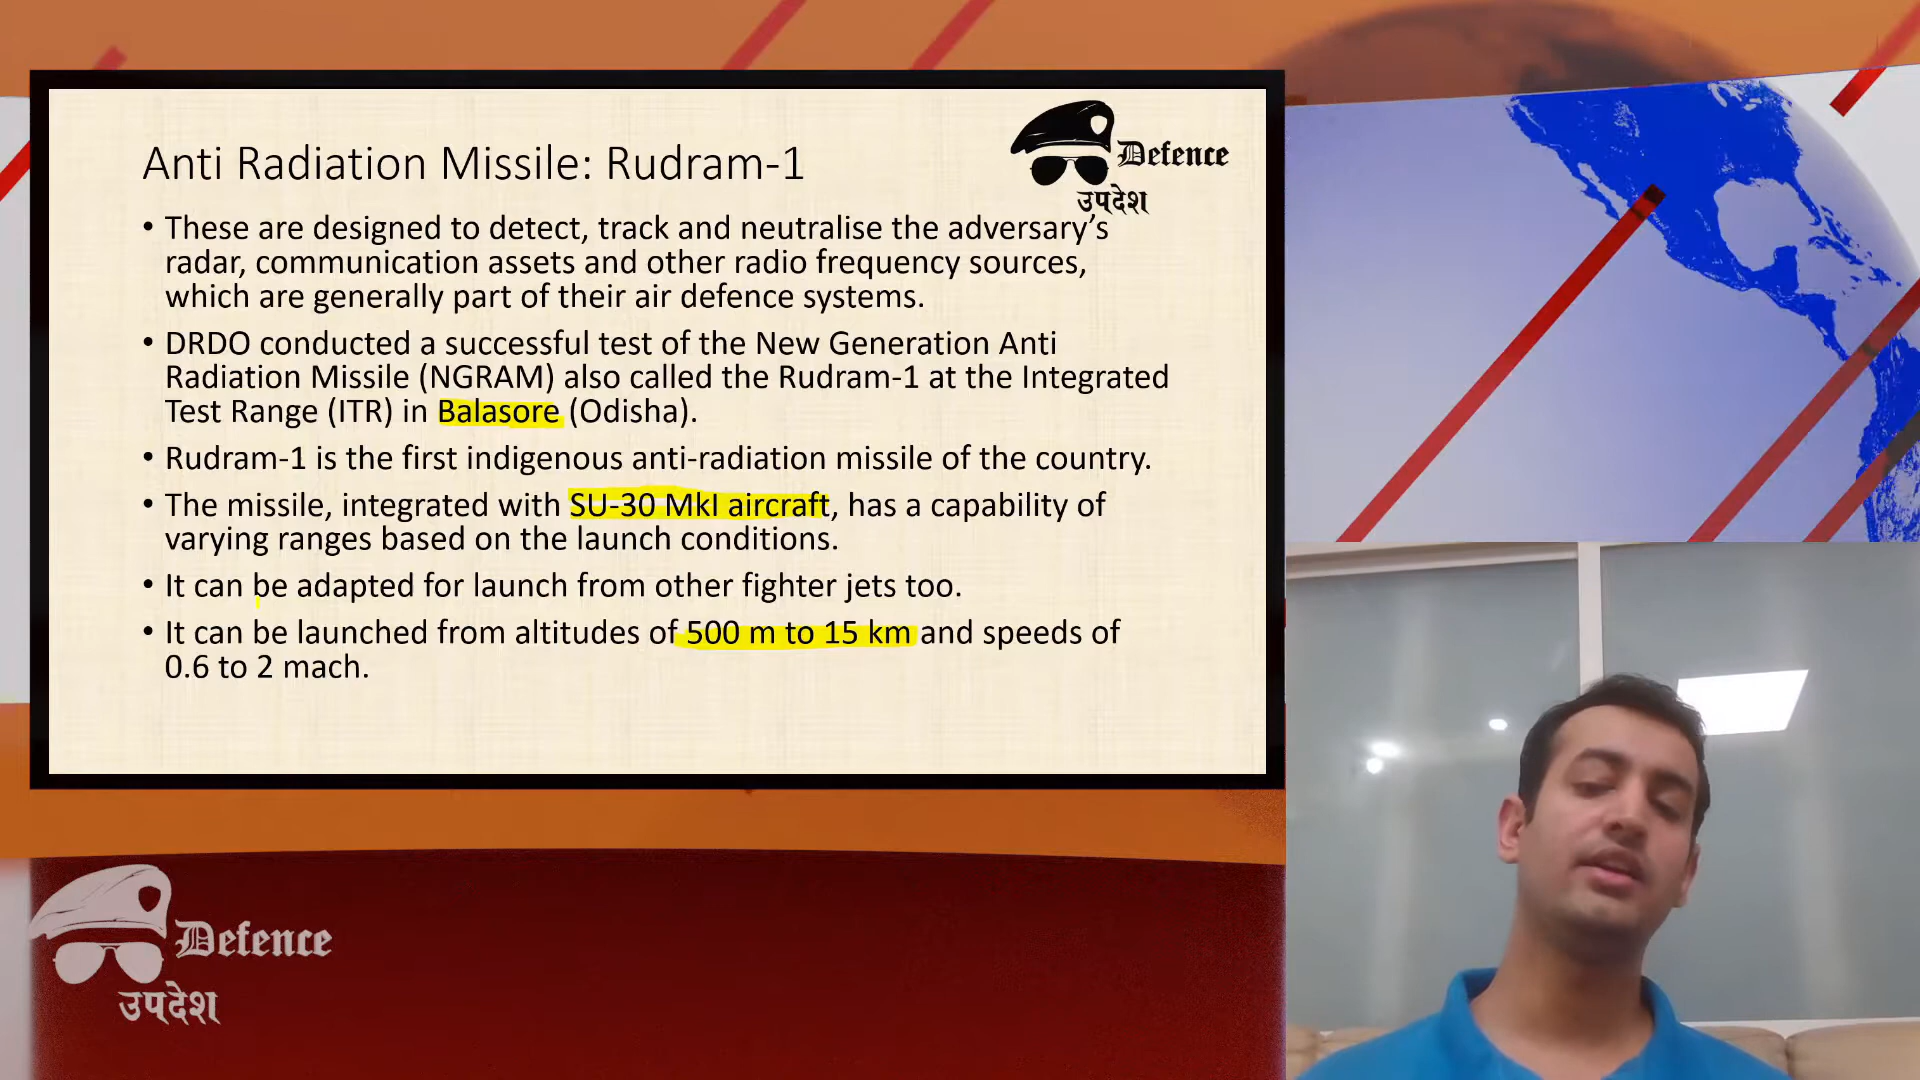 Defence
उपदेश
Anti Radiation Missile: Rudram-1
• These are designed to detect, track and neutralise the adversary’s
radar, communication assets and other radio frequency sources,
which are generally part of their air defence systems.
• DRDO conducted a successful test of the New Generation Anti
Radiation Missile (NGRAM) also called the Rudram-1 at the Integrated
Test Range (ITR) in Balasore (Odisha).
• Rudram-1 is the first indigenous anti-radiation missile of the country.
• The missile, integrated with SU-30 MkI aircraft, has a capability of
varying ranges based on the launch conditions.
• It can be adapted for launch from other fighter jets too.
• It can be launched from altitudes of 500 m to 15 km and speeds of
0.6 to 2 mach.
Defence
उपदेश